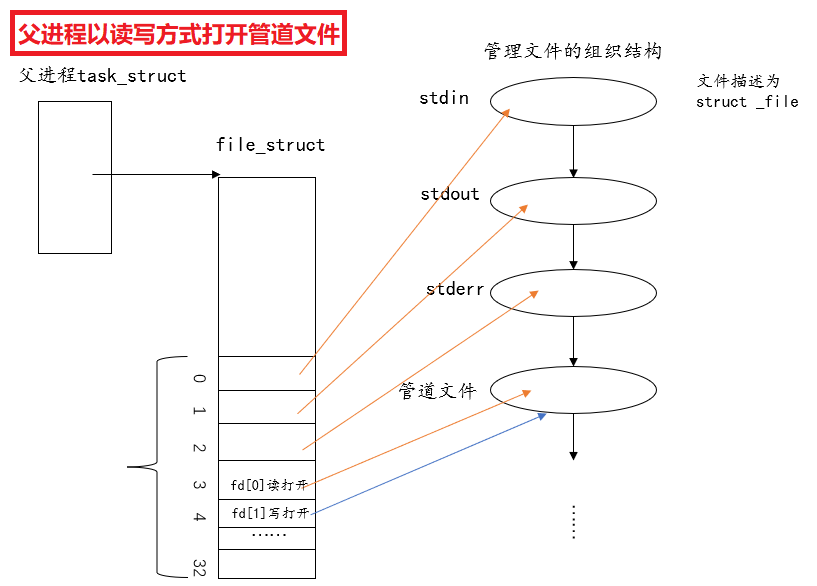 父进程以读写方式打开管道文件
父进程task_struct
file_struct
0
1
2
3
4
32
fd[0]读打开
fd[1]写打开
……
管理文件的组织结构
stdin
stdout
stderr
管道文件
……
文件描述为
struct _file